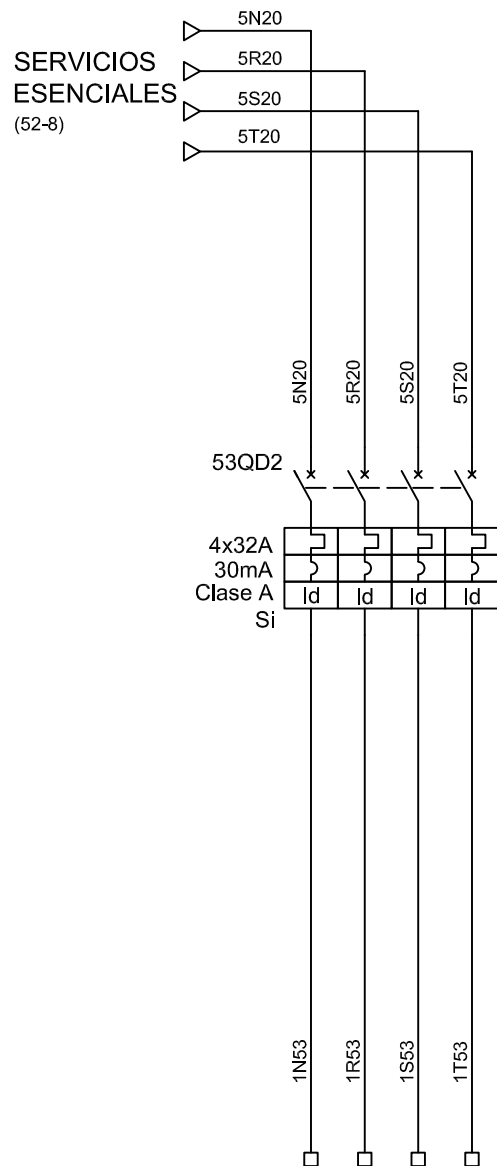 5N20
SERVICIOS
5R20
ESENCIALES
5S20
(52-8)
5T20
5N20
5R20
5S20
5T20
53QD2
4x32A
30mA
Clase A
Id
Id
Id
Id
Si
1N53
1R53
1S53
1T53